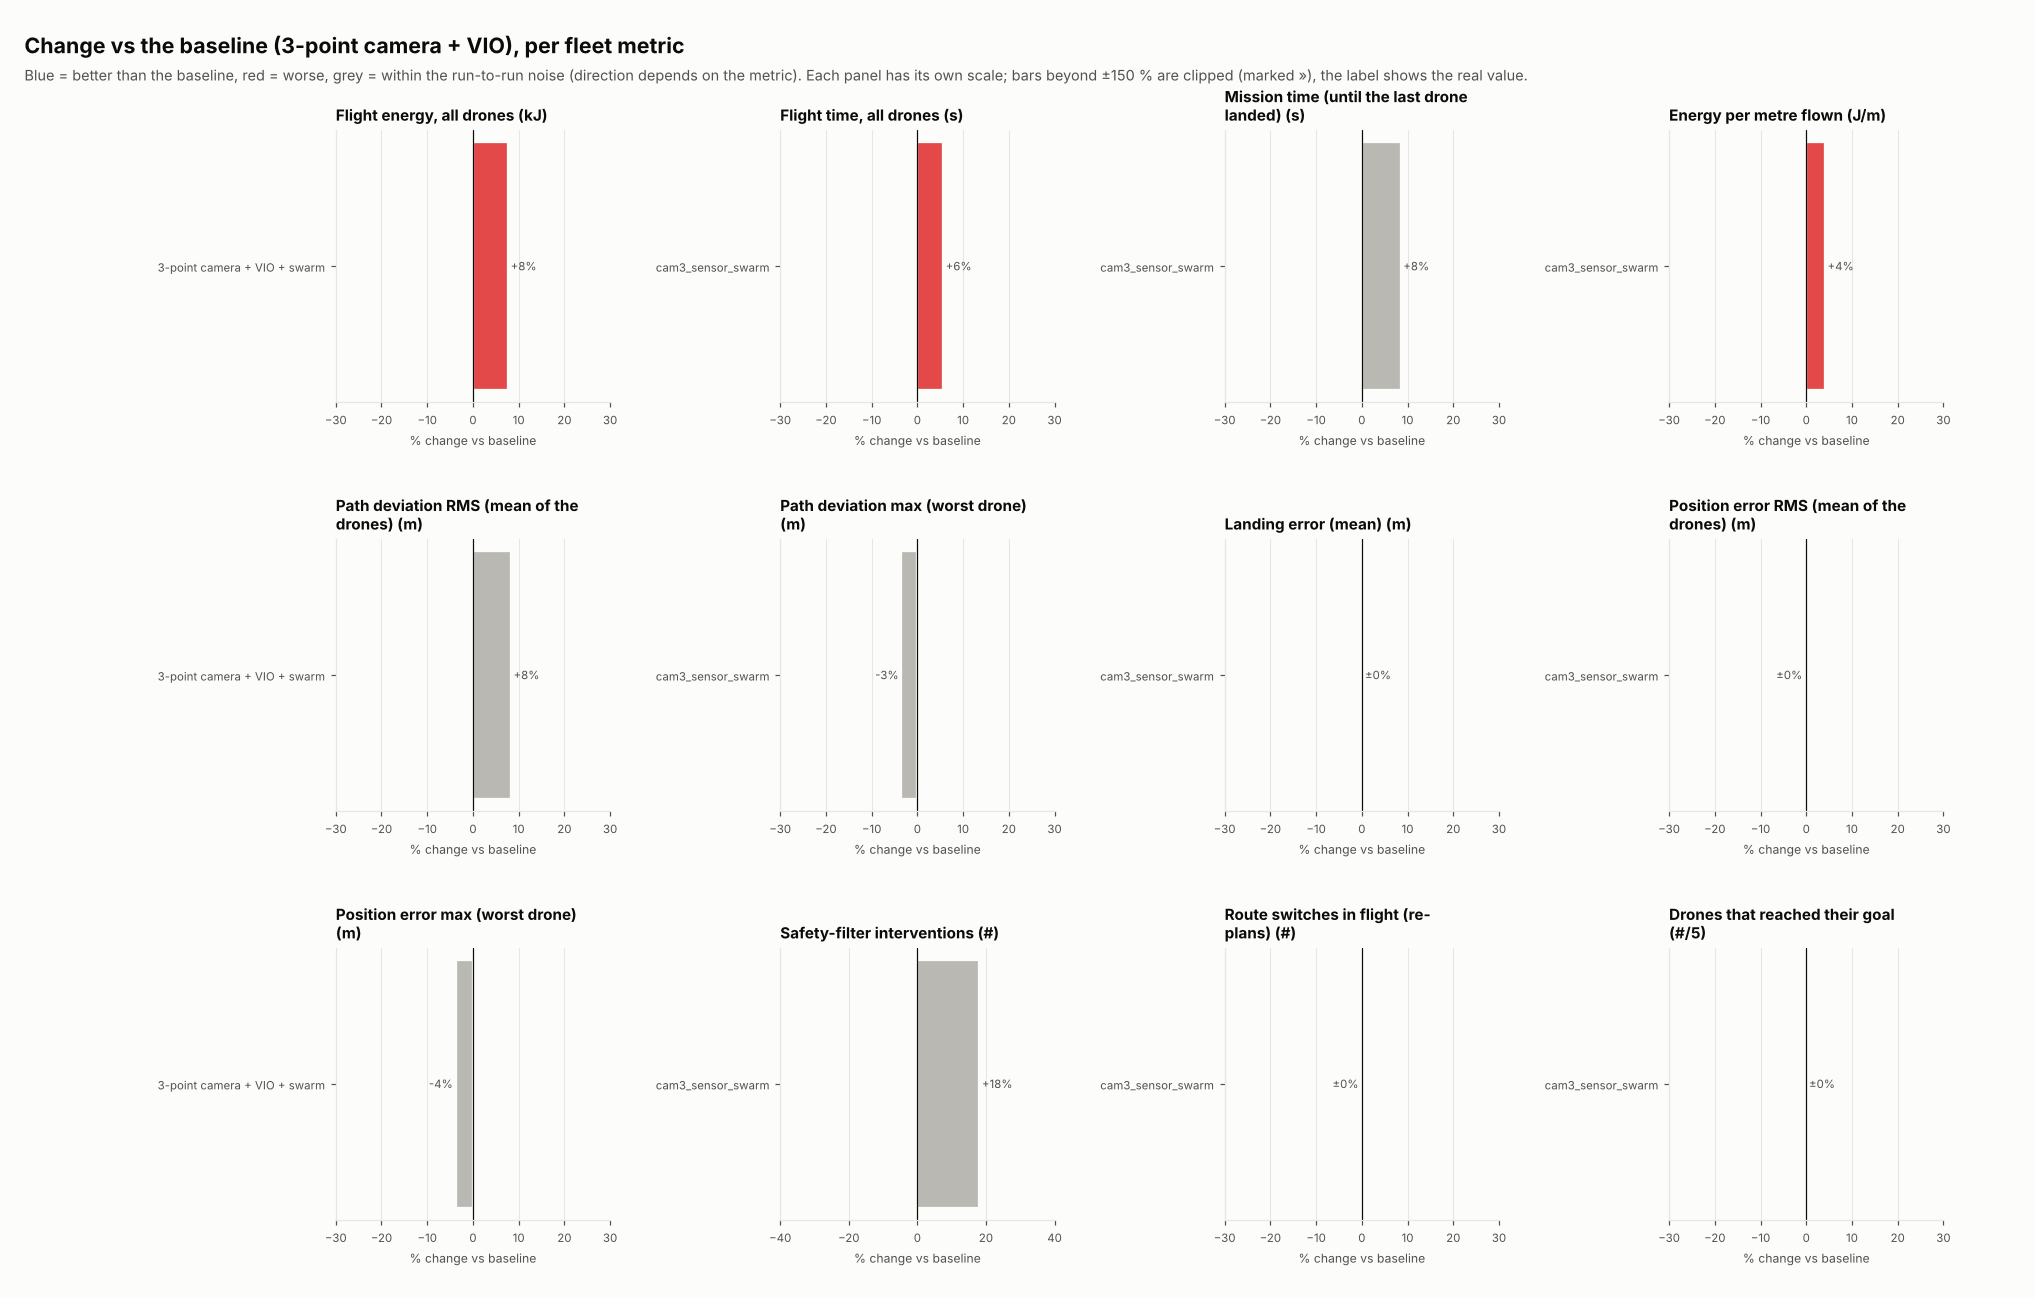 Change vs the baseline (3-point camera + VIO), per fleet metric
Blue = better than the baseline, red = worse, grey = within the run-to-run noise (direction depends on the metric). Each panel has its own scale; bars beyond ±150 % are clipped (marked »), the label shows the real value.
Flight energy, all drones (kJ)
3-point camera + VIO + swarm
+8%
−30 −20 −10 0 10 20 30
% change vs baseline
Flight time, all drones (s)
cam3_sensor_swarm
+6%
−30 −20 −10 0 10 20 30
% change vs baseline
Mission time (until the last drone
landed) (s)
cam3_sensor_swarm
+8%
−30 −20 −10 0 10 20 30
% change vs baseline
Energy per metre flown (J/m)
cam3_sensor_swarm
+4%
−30 −20 −10 0 10 20 30
% change vs baseline
Path deviation RMS (mean of the
drones) (m)
3-point camera + VIO + swarm
+8%
−30 −20 −10 0 10 20 30
% change vs baseline
Path deviation max (worst drone)
(m)
cam3_sensor_swarm
-3%
−30 −20 −10 0 10 20 30
% change vs baseline
Landing error (mean) (m)
cam3_sensor_swarm
±0%
−30 −20 −10 0 10 20 30
% change vs baseline
Position error RMS (mean of the
drones) (m)
cam3_sensor_swarm
±0%
−30 −20 −10 0 10 20 30
% change vs baseline
Position error max (worst drone)
(m)
3-point camera + VIO + swarm
-4%
−30 −20 −10 0 10 20 30
% change vs baseline
Safety-filter interventions (#)
cam3_sensor_swarm
+18%
−40 −20 0 20 40
% change vs baseline
Route switches in flight (re-
plans) (#)
cam3_sensor_swarm
±0%
−30 −20 −10 0 10 20 30
% change vs baseline
Drones that reached their goal
(#/5)
cam3_sensor_swarm
±0%
−30 −20 −10 0 10 20 30
% change vs baseline